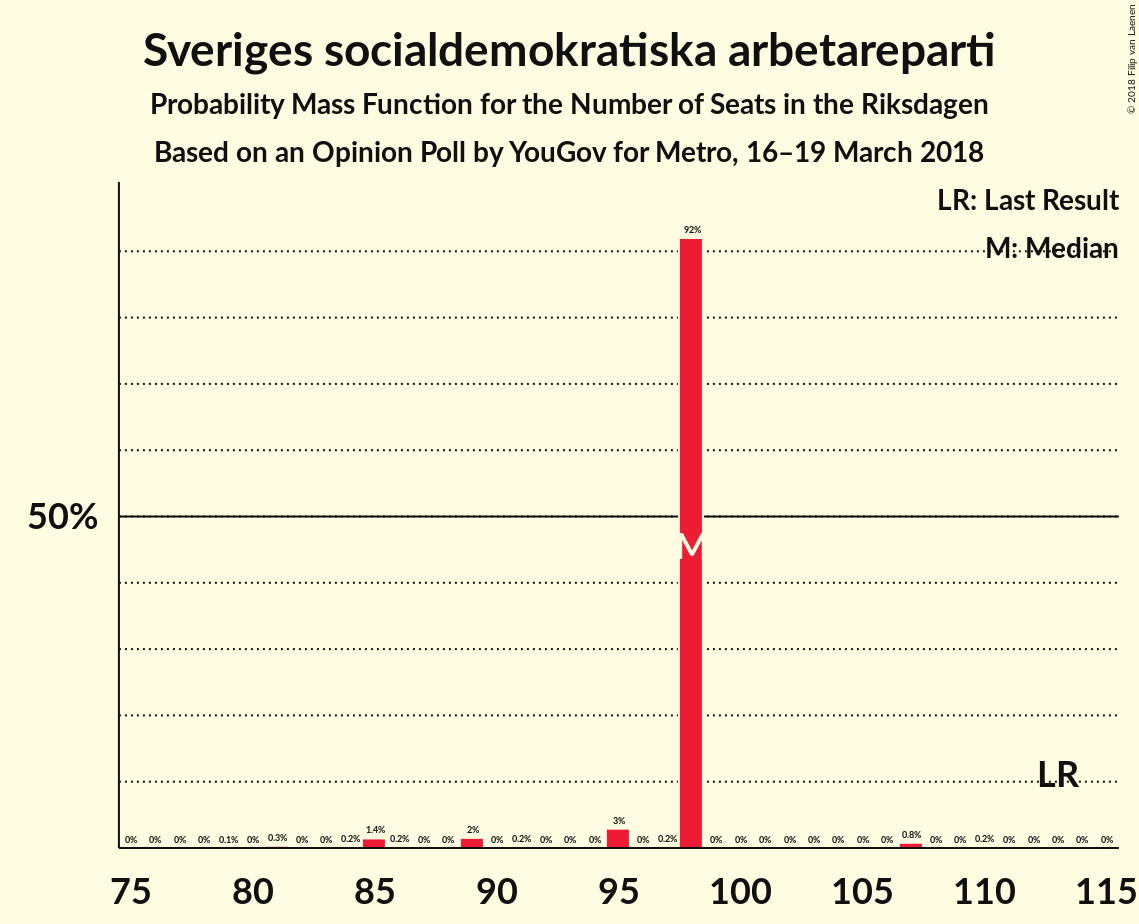 Sveriges socialdemokratiska arbetareparti
Probability Mass Function for the Number of Seats in the Riksdagen
Based on an Opinion Poll by YouGov for Metro, 16–19 March 2018
© 2018 Filip van Laenen
LR: Last Result
M: Median
92%
50%
M
LR
0% 0% 0% 0% 0.1% 0% 0.3% 0% 0% 0.2% 1.4% 0.2% 0% 0% 2% 0% 0.2% 0% 0% 0% 3% 0% 0.2% 0% 0% 0% 0% 0% 0% 0% 0% 0.8% 0% 0% 0.2% 0% 0% 0% 0% 0%
75 80 85 90 95 100 105 110 115